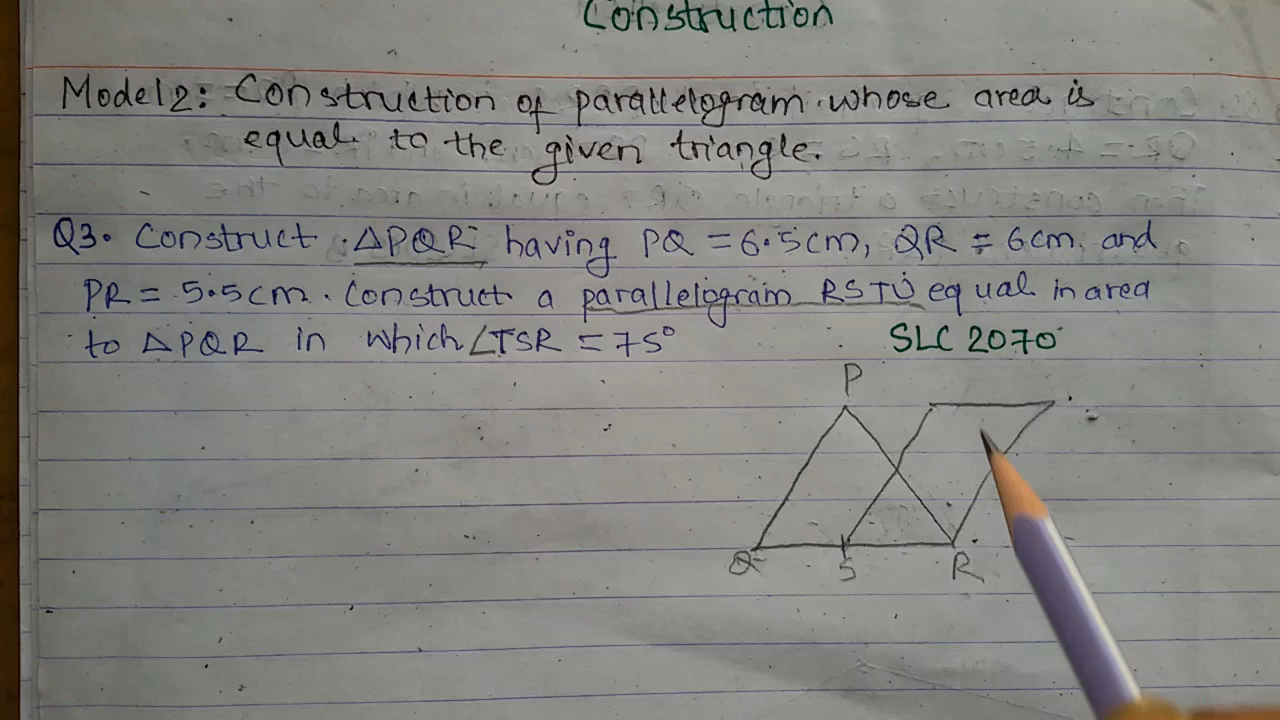 Construction
Model 2: Construction of parallelogram whose area is
equal to the given triangle.
Q3. Construct ΔPQR having PQ = 6.5cm, QR = 6cm and
PR = 5.5cm. Construct a parallelogram RSTU equal in area
to ΔPQR in which ∠TSR = 75°
SLC 2070
P
Q S R